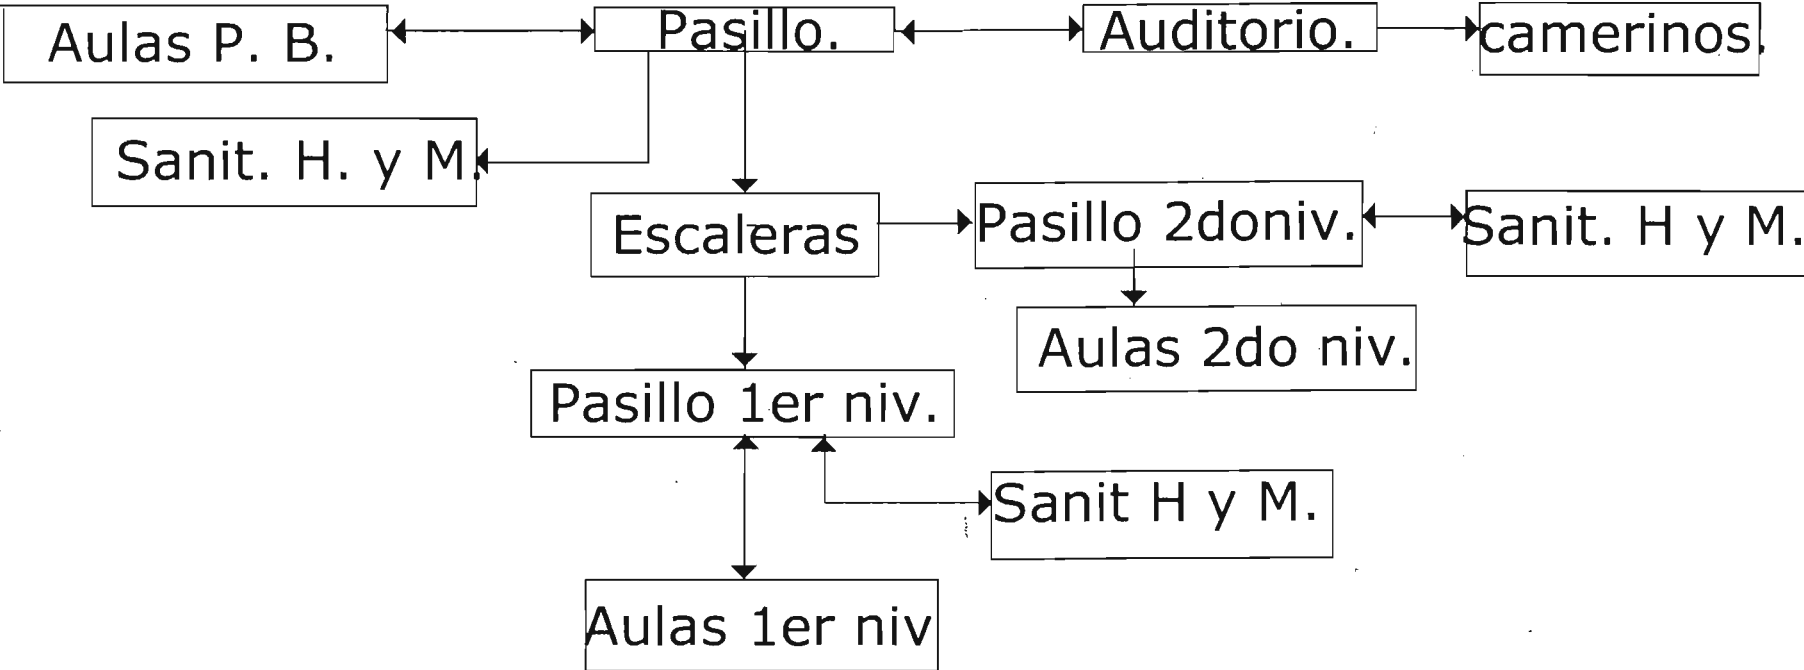 Aulas P. B.
Pasillo.
Auditorio.
camerinos.
Sanit. H. y M.
Escaleras
Pasillo 2doniv.
Sanit. H y M.
Aulas 2do niv.
Pasillo 1er niv.
Sanit H y M.
Aulas 1er niv